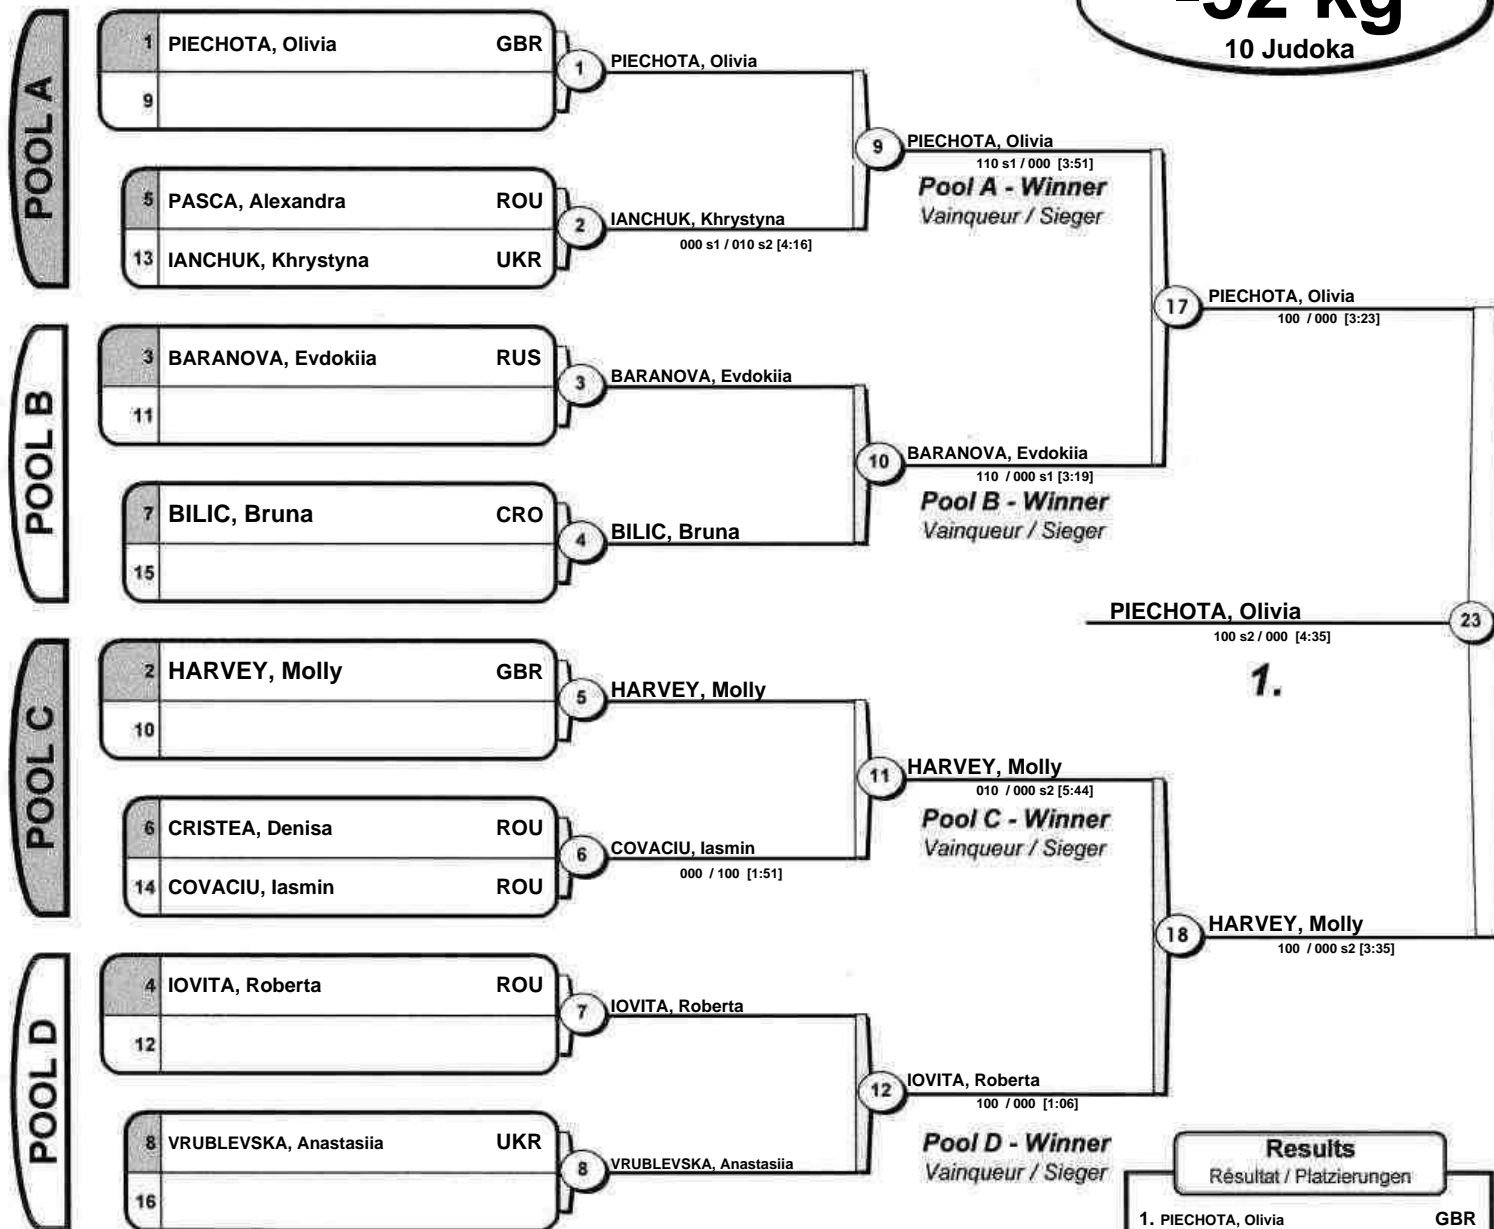 -52 kg
10 Judoka
POOL A
1 PIECHOTA, Olivia GBR
9
5 PASCA, Alexandra ROU
13 IANCHUK, Khrystyna UKR
1 PIECHOTA, Olivia
2 IANCHUK, Khrystyna
000 s1 / 010 s2 [4:16]
9 PIECHOTA, Olivia
110 s1 / 000 [3:51]
Pool A - Winner
Vainqueur / Sieger
POOL B
3 BARANOVA, Evdokiia RUS
11
7 BILIC, Bruna CRO
15
3 BARANOVA, Evdokiia
4 BILIC, Bruna
10 BARANOVA, Evdokiia
110 / 000 s1 [3:19]
Pool B - Winner
Vainqueur / Sieger
17 PIECHOTA, Olivia
100 / 000 [3:23]
PIECHOTA, Olivia 23
100 s2 / 000 [4:35]
1.
POOL C
2 HARVEY, Molly GBR
10
6 CRISTEA, Denisa ROU
14 COVACIU, Iasmin ROU
5 HARVEY, Molly
6 COVACIU, Iasmin
000 / 100 [1:51]
11 HARVEY, Molly
010 / 000 s2 [5:44]
Pool C - Winner
Vainqueur / Sieger
18 HARVEY, Molly
100 / 000 s2 [3:35]
POOL D
4 IOVITA, Roberta ROU
12
8 VRUBLEVSKA, Anastasiia UKR
16
7 IOVITA, Roberta
8 VRUBLEVSKA, Anastasiia
12 IOVITA, Roberta
100 / 000 [1:06]
Pool D - Winner
Vainqueur / Sieger
Results
Résultat / Platzierungen
1. PIECHOTA, Olivia GBR